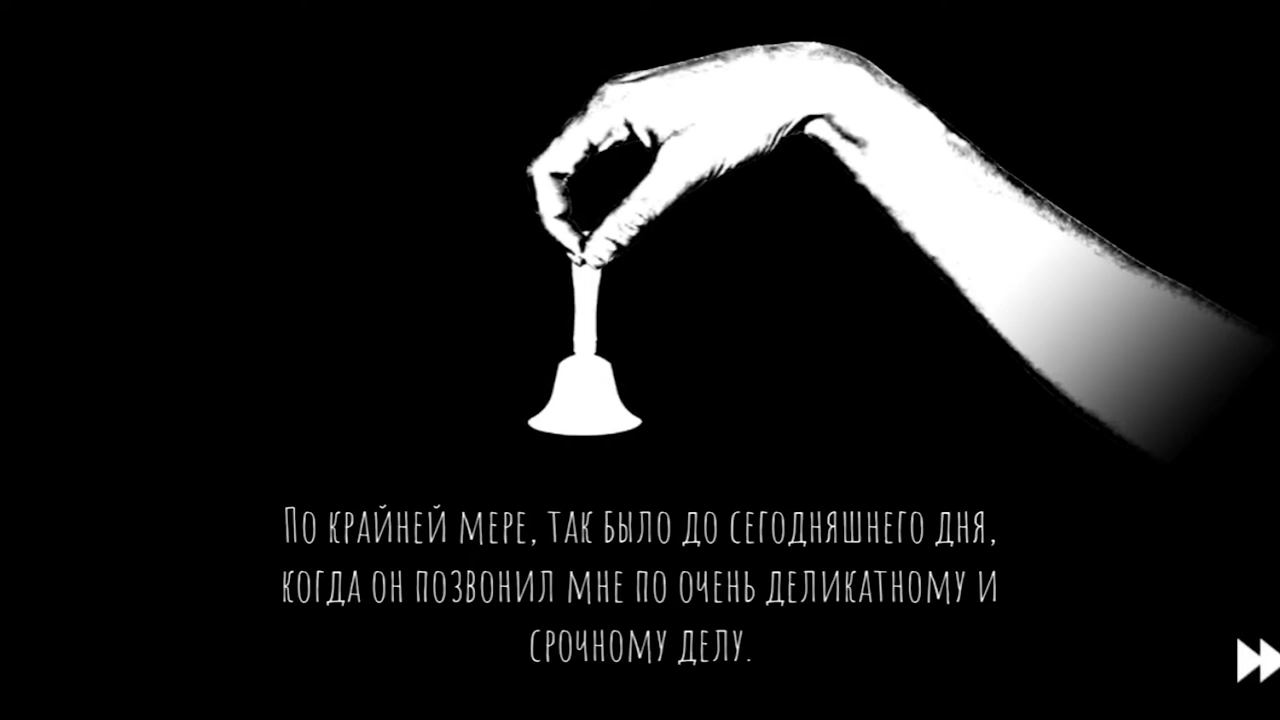 По крайней мере, так было до сегодняшнего дня,
когда он позвонил мне по очень деликатному и
срочному делу.